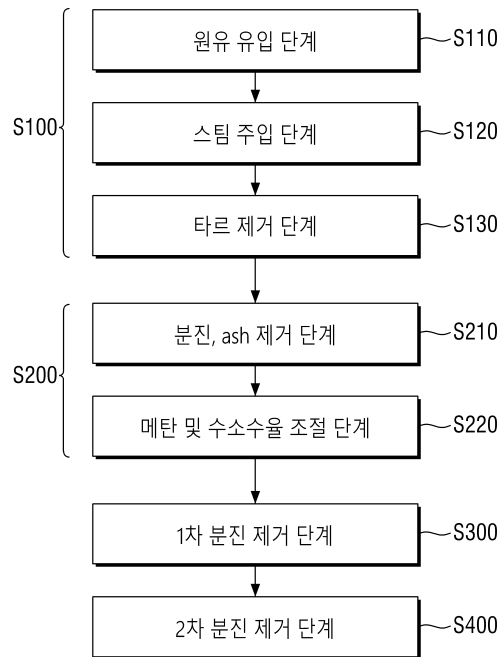 원유 유입 단계 S110
S100
스팀 주입 단계 S120
타르 제거 단계 S130
분진, ash 제거 단계 S210
S200
메탄 및 수소수율 조절 단계 S220
1차 분진 제거 단계 S300
2차 분진 제거 단계 S400